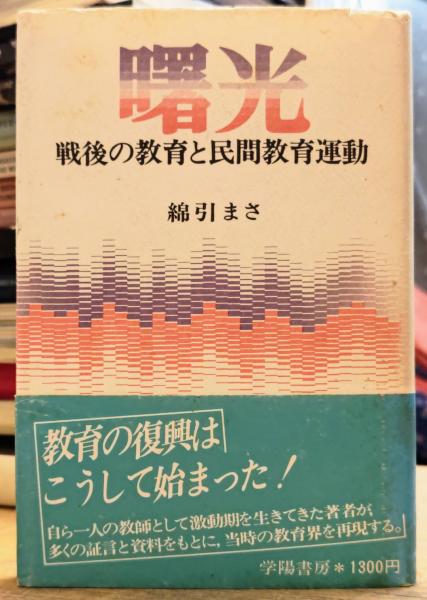 曙光
戦後の教育と民間教育運動
綿引まさ
教育の復興は
こうして始まった!
自ら一人の教師として激動期を生きてきた著者が、
多くの証言と資料をもとに、当時の教育界を再現する。
学陽書房*1300円